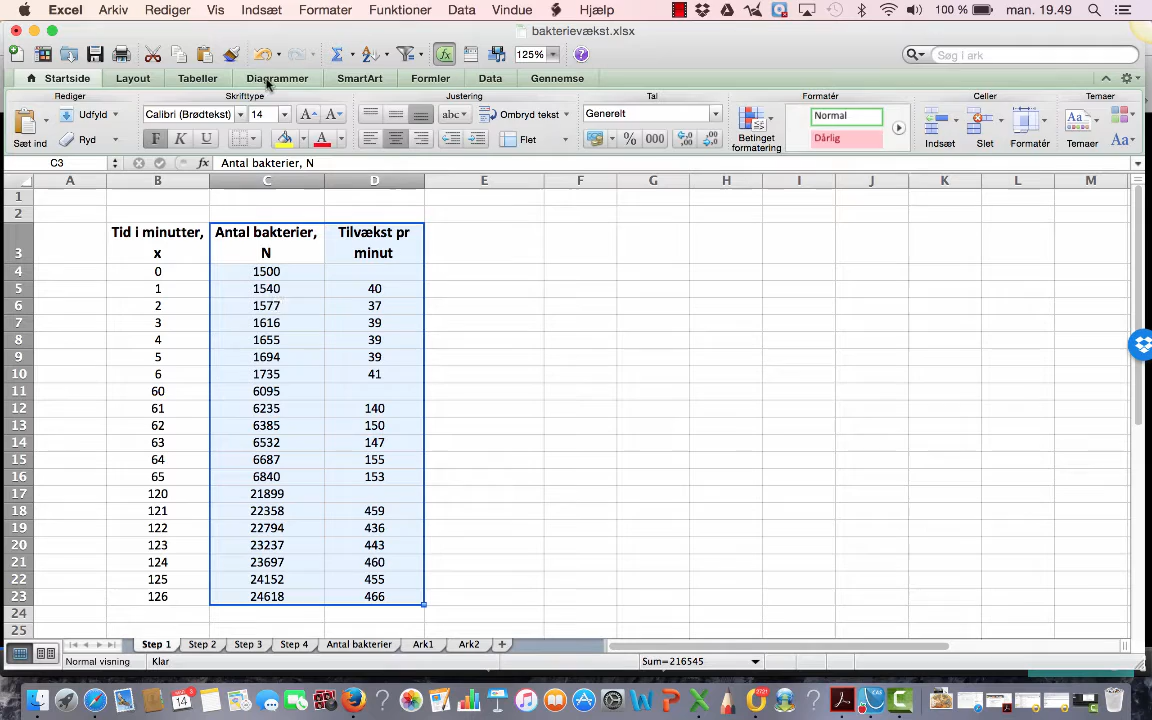 Excel Arkiv Rediger Vis Indsæt Formater Funktioner Data Vindue Hjælp 100 % man. 19.49
bakterievækst.xlsx
125% Søg i ark
Startside Layout Tabeller Diagrammer SmartArt Formler Data Gennemse
Rediger Skrifttype Justering Tal Formatér Celler Temaer
Udfyld Calibri (Brødtekst) 14 A A abc Ombryd tekst Generelt Normal
Sæt ind Ryd F K U A Flet % 000 Betinget formatering Dårlig Indsæt Slet Formatér Temaer Aa
C3 fx Antal bakterier, N
A B C D E F G H I J K L M
1
2
3 Tid i minutter, x Antal bakterier, N Tilvækst pr minut
4 0 1500
5 1 1540 40
6 2 1577 37
7 3 1616 39
8 4 1655 39
9 5 1694 39
10 6 1735 41
11 60 6095
12 61 6235 140
13 62 6385 150
14 63 6532 147
15 64 6687 155
16 65 6840 153
17 120 21899
18 121 22358 459
19 122 22794 436
20 123 23237 443
21 124 23697 460
22 125 24152 455
23 126 24618 466
24
25
Step 1 Step 2 Step 3 Step 4 Antal bakterier Ark1 Ark2
Normal visning Klar Sum=216545